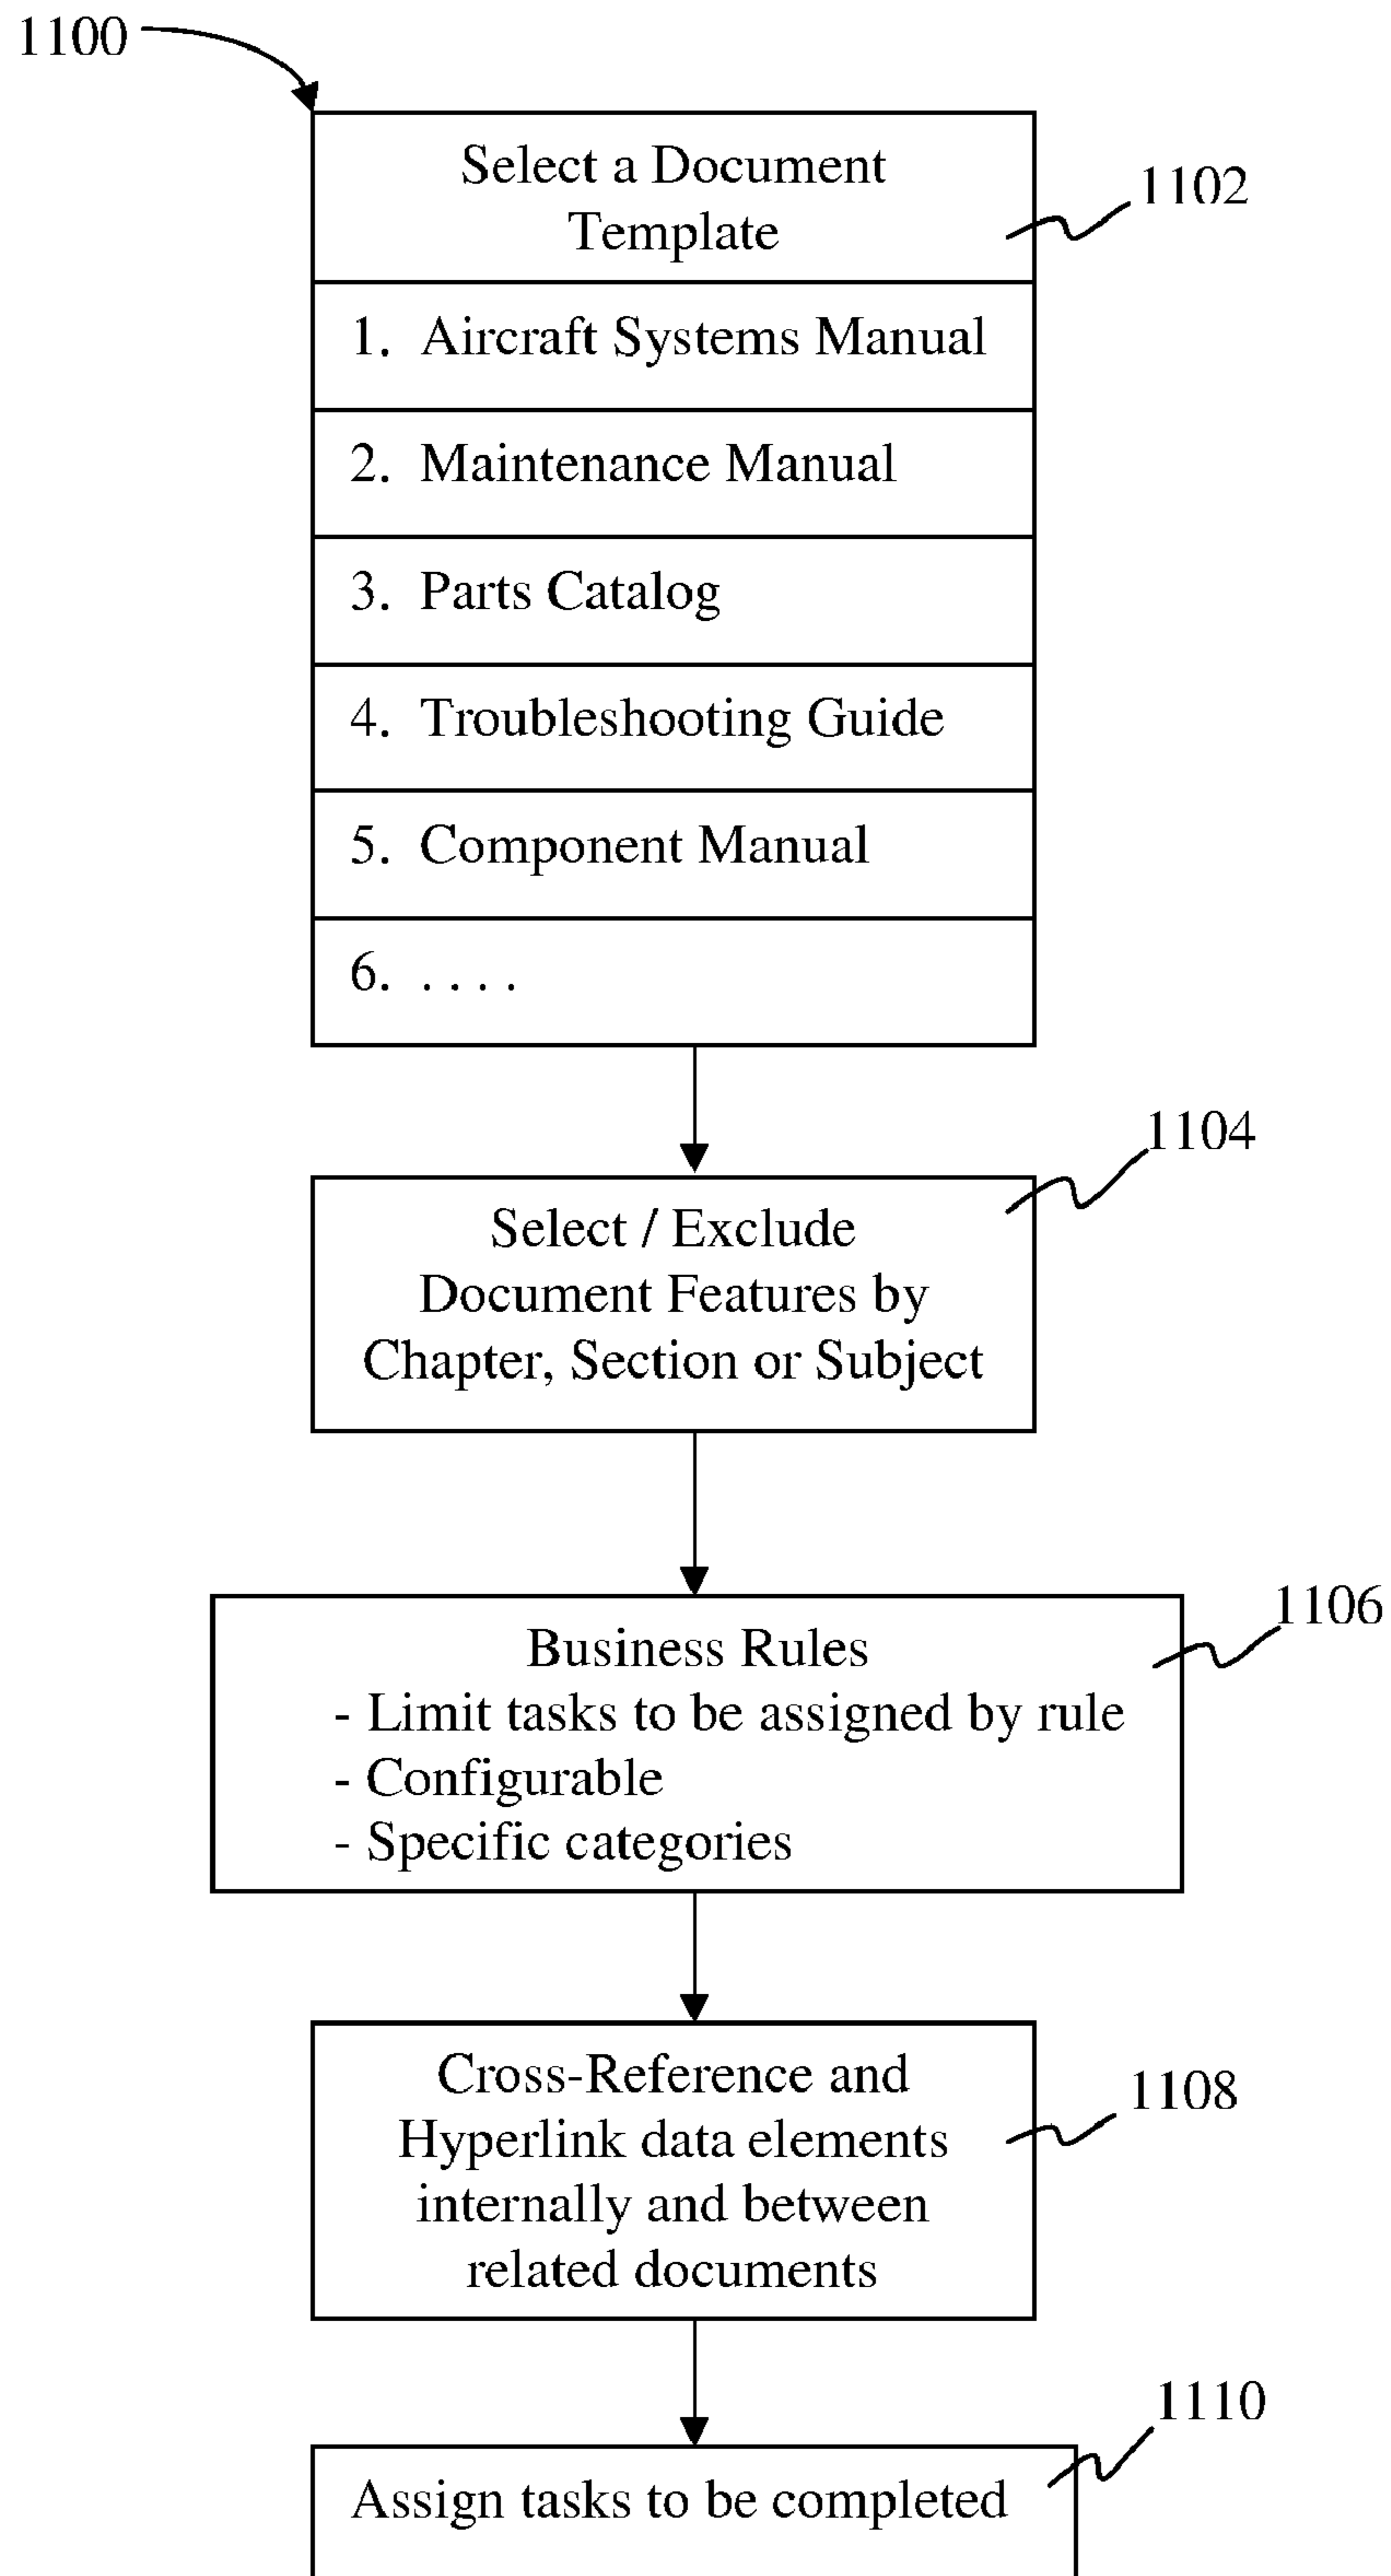 1100
Select a Document
Template
1102
1. Aircraft Systems Manual
2. Maintenance Manual
3. Parts Catalog
4. Troubleshooting Guide
5. Component Manual
6. . . . .
1104
Select / Exclude
Document Features by
Chapter, Section or Subject
1106
Business Rules
- Limit tasks to be assigned by rule
- Configurable
- Specific categories
Cross-Reference and
1108
Hyperlink data elements
internally and between
related documents
1110
Assign tasks to be completed